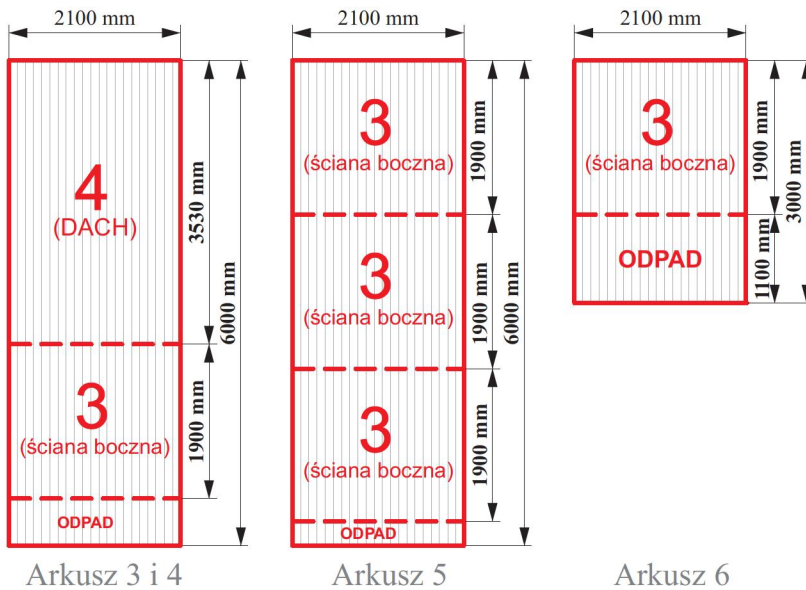 2100 mm
4
(DACH)
3
(ściana boczna)
ODPAD
3530 mm
1900 mm
6000 mm
Arkusz 3 i 4
2100 mm
3
(ściana boczna)
3
(ściana boczna)
3
(ściana boczna)
ODPAD
1900 mm
1900 mm
1900 mm
6000 mm
Arkusz 5
2100 mm
3
(ściana boczna)
ODPAD
1900 mm
1100 mm
3000 mm
Arkusz 6